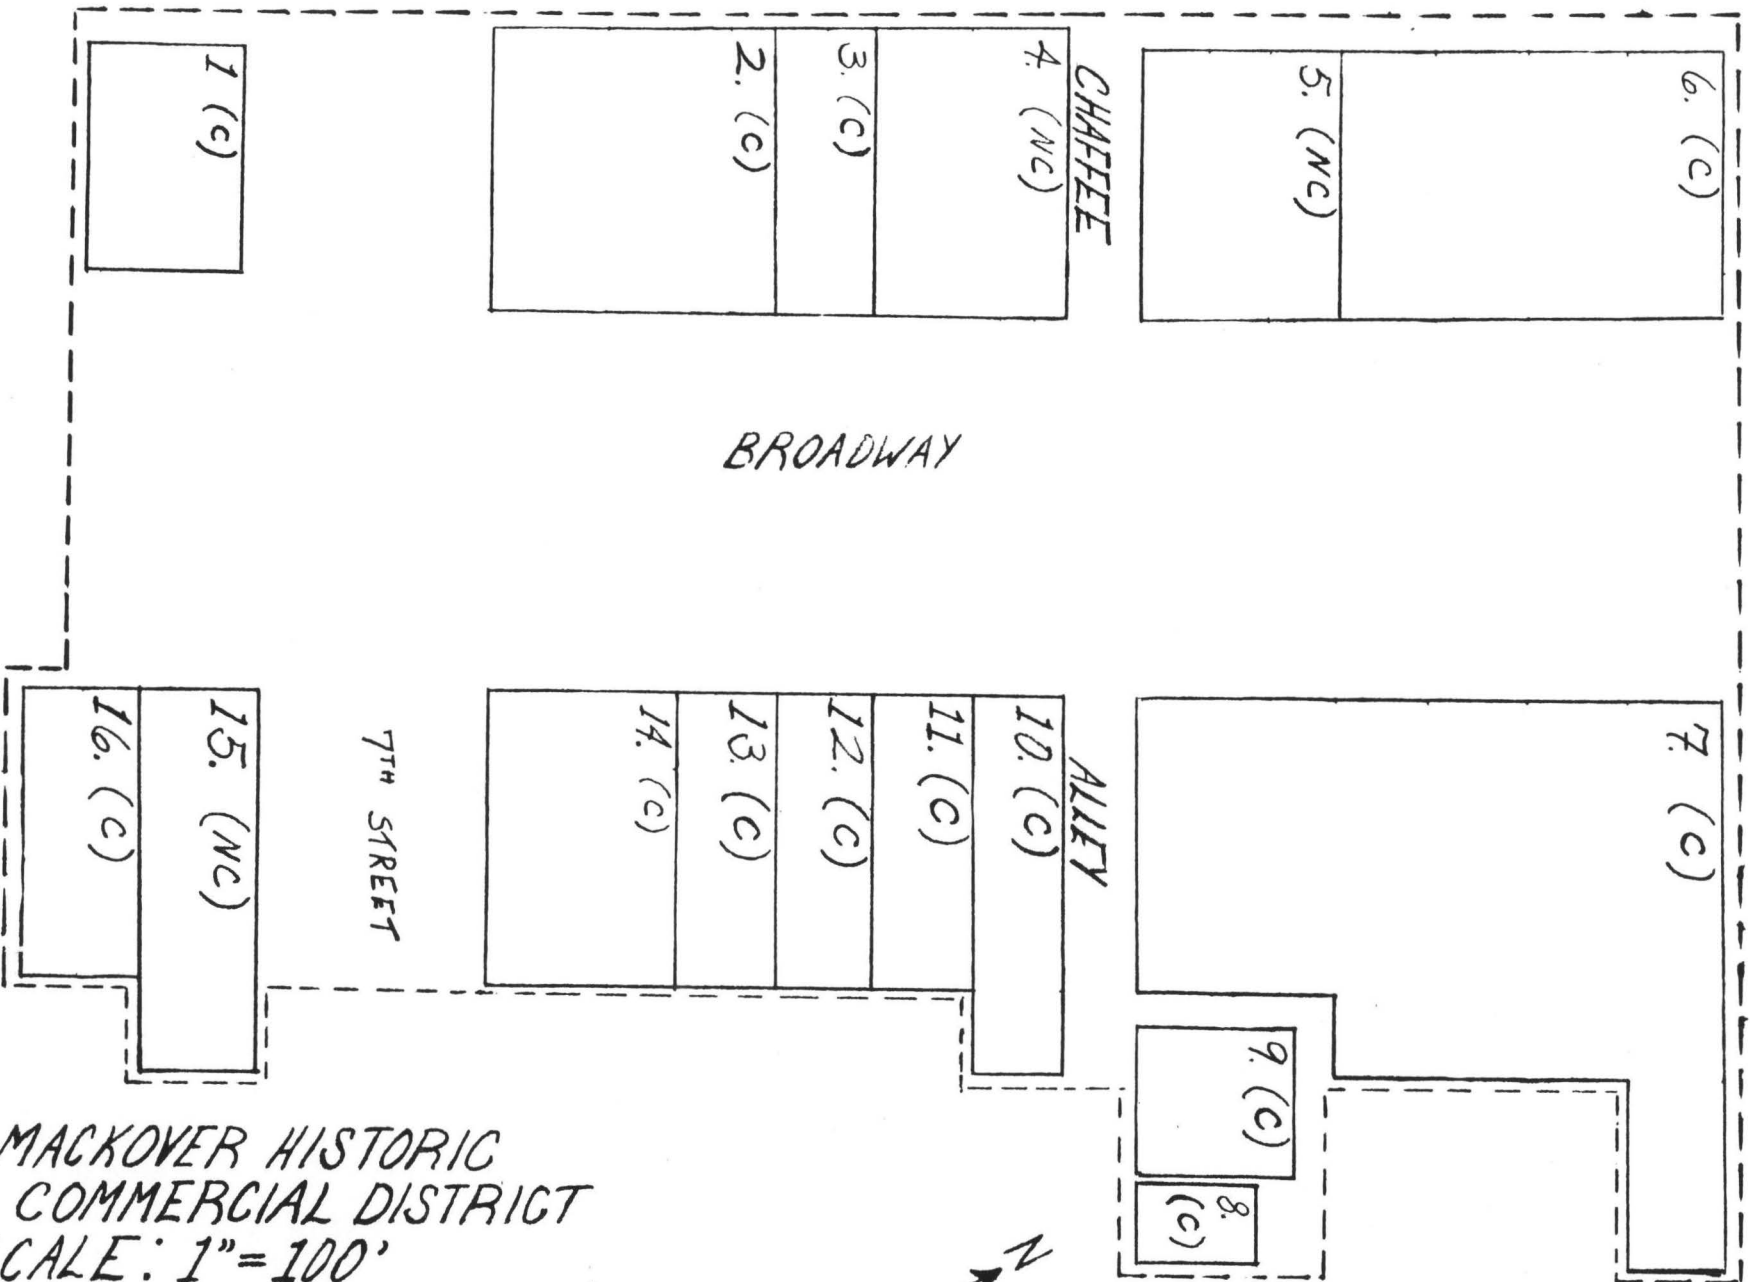 1 (C)
2. (C)
3. (C)
4. (NC)
CHAFFEE
5. (NC)
6. (C)
BROADWAY
16. (C)
15. (NC)
7TH STREET
14. (C)
13. (C)
12. (C)
11. (C)
10. (C)
ALLEY
7. (C)
9. (C)
8. (C)
MACKOVER HISTORIC
COMMERCIAL DISTRICT
CALE: 1"=100'
N